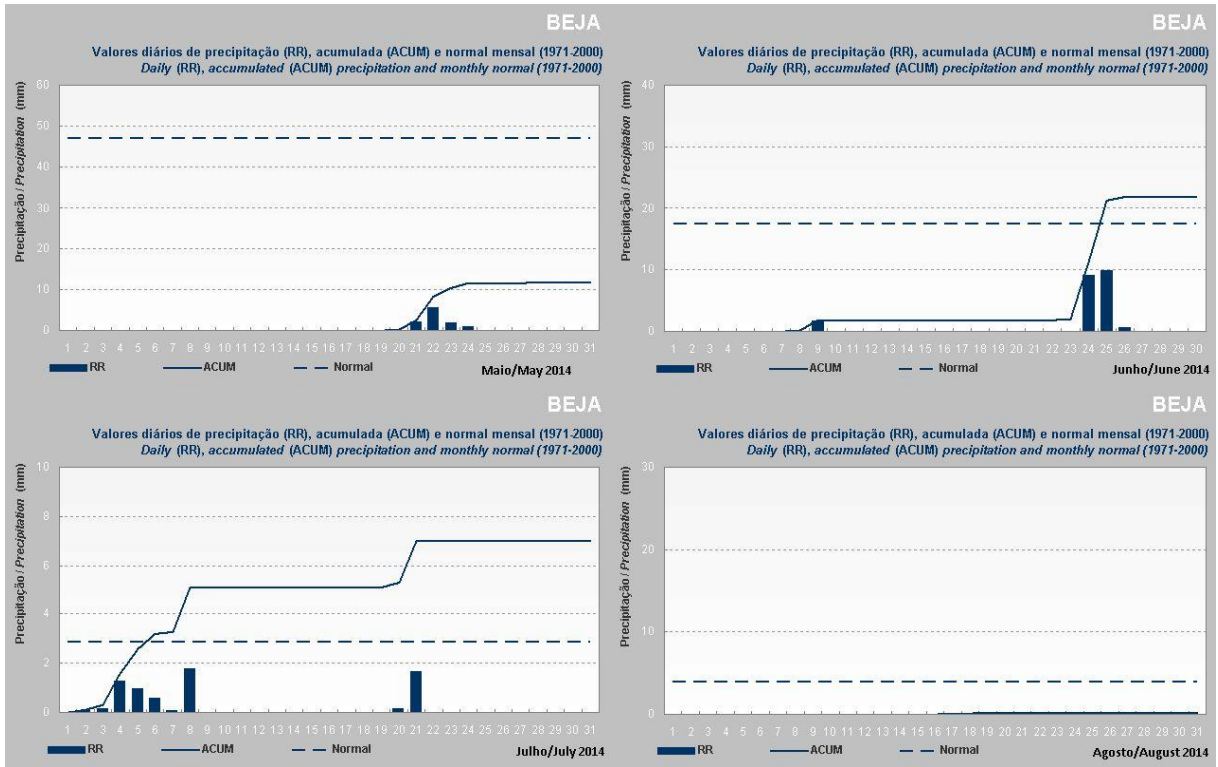 BEJA
Valores diários de precipitação (RR), acumulada (ACUM) e normal mensal (1971-2000)
Daily (RR), accumulated (ACUM) precipitation and monthly normal (1971-2000)
Precipitação / Precipitation (mm)
60
50
40
30
20
10
0
1 2 3 4 5 6 7 8 9 10 11 12 13 14 15 16 17 18 19 20 21 22 23 24 25 26 27 28 29 30 31
RR ACUM Normal
Maio/May 2014
BEJA
Valores diários de precipitação (RR), acumulada (ACUM) e normal mensal (1971-2000)
Daily (RR), accumulated (ACUM) precipitation and monthly normal (1971-2000)
Precipitação / Precipitation (mm)
40
30
20
10
0
1 2 3 4 5 6 7 8 9 10 11 12 13 14 15 16 17 18 19 20 21 22 23 24 25 26 27 28 29 30
RR ACUM Normal
Junho/June 2014
BEJA
Valores diários de precipitação (RR), acumulada (ACUM) e normal mensal (1971-2000)
Daily (RR), accumulated (ACUM) precipitation and monthly normal (1971-2000)
Precipitação / Precipitation (mm)
10
8
6
4
2
0
1 2 3 4 5 6 7 8 9 10 11 12 13 14 15 16 17 18 19 20 21 22 23 24 25 26 27 28 29 30 31
RR ACUM Normal
Julho/July 2014
BEJA
Valores diários de precipitação (RR), acumulada (ACUM) e normal mensal (1971-2000)
Daily (RR), accumulated (ACUM) precipitation and monthly normal (1971-2000)
Precipitação / Precipitation (mm)
30
20
10
0
1 2 3 4 5 6 7 8 9 10 11 12 13 14 15 16 17 18 19 20 21 22 23 24 25 26 27 28 29 30 31
RR ACUM Normal
Agosto/August 2014